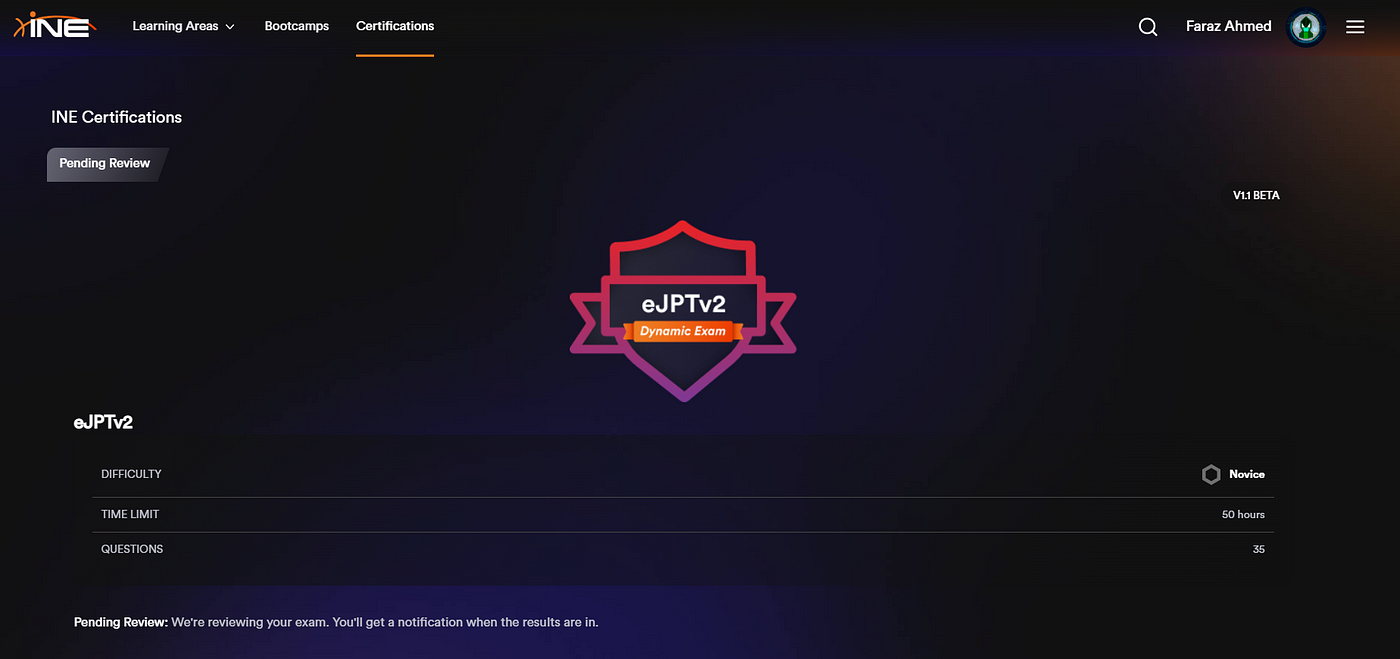 INE Learning Areas Bootcamps Certifications Faraz Ahmed
INE Certifications
Pending Review
V1.1 BETA
eJPTv2
Dynamic Exam
eJPTv2
DIFFICULTY Novice
TIME LIMIT 50 hours
QUESTIONS 35
Pending Review: We're reviewing your exam. You'll get a notification when the results are in.